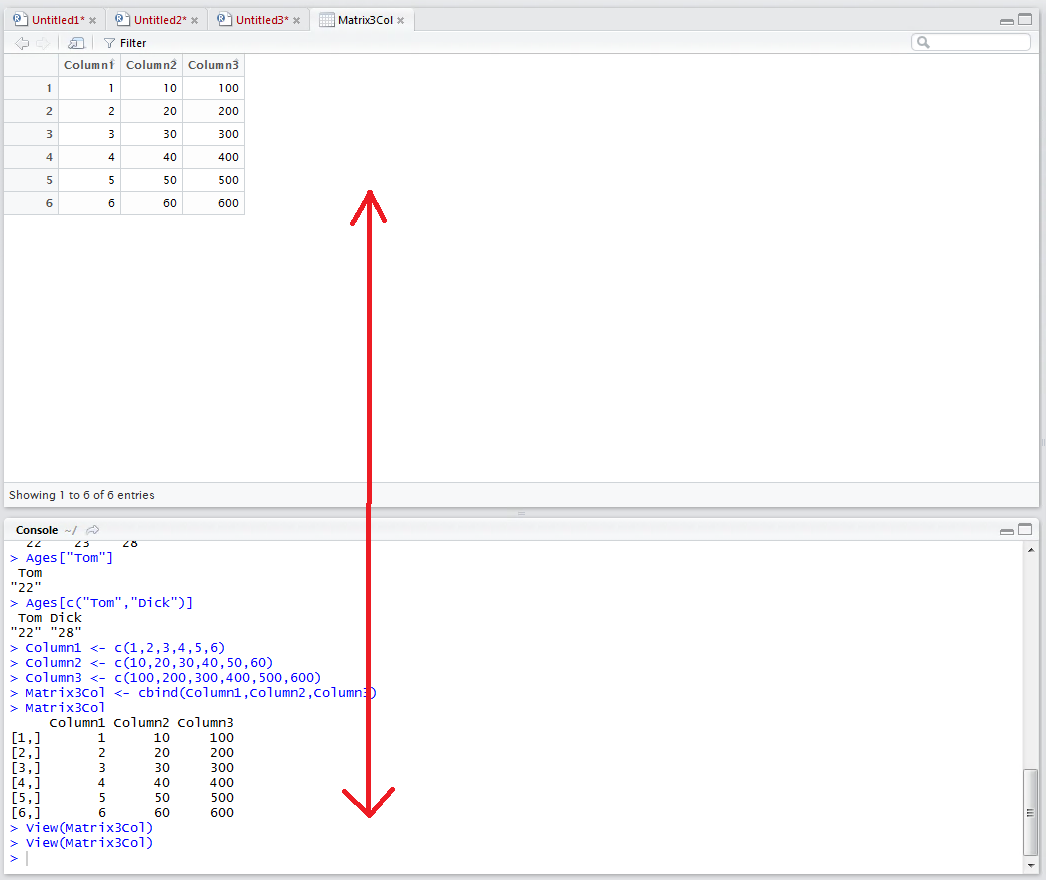 Untitled1* Untitled2* Untitled3* Matrix3Col
Filter
Column1 Column2 Column3
1 1 10 100
2 2 20 200
3 3 30 300
4 4 40 400
5 5 50 500
6 6 60 600
Showing 1 to 6 of 6 entries
Console ~/
22 23 28
> Ages["Tom"]
Tom
"22"
> Ages[c("Tom","Dick")]
Tom Dick
"22" "28"
> Column1 <- c(1,2,3,4,5,6)
> Column2 <- c(10,20,30,40,50,60)
> Column3 <- c(100,200,300,400,500,600)
> Matrix3Col <- cbind(Column1,Column2,Column3)
> Matrix3Col
Column1 Column2 Column3
[1,] 1 10 100
[2,] 2 20 200
[3,] 3 30 300
[4,] 4 40 400
[5,] 5 50 500
[6,] 6 60 600
> View(Matrix3Col)
> View(Matrix3Col)
>